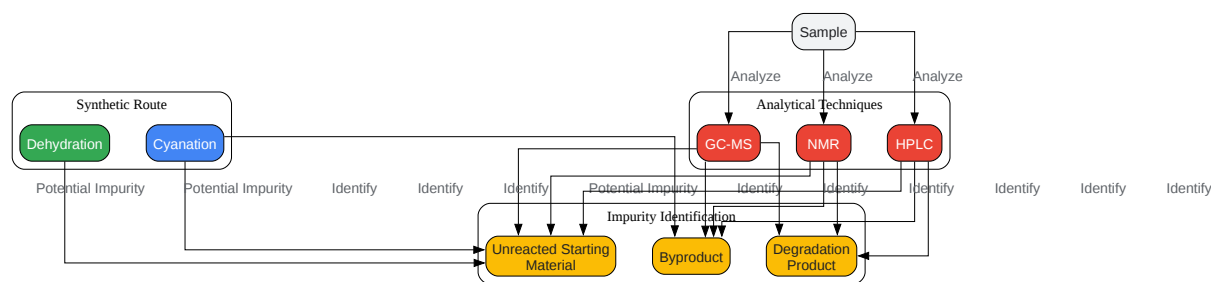 Sample
Analyze
Analyze
Analyze
Synthetic Route
Analytical Techniques
Dehydration
Cyanation
GC-MS
NMR
HPLC
Potential Impurity
Potential Impurity
Identify
Identify
Identify
Potential Impurity
Identify
Identify
Identify
Identify
Identify
Identify
Impurity Identification
Unreacted Starting
Material
Byproduct
Degradation
Product